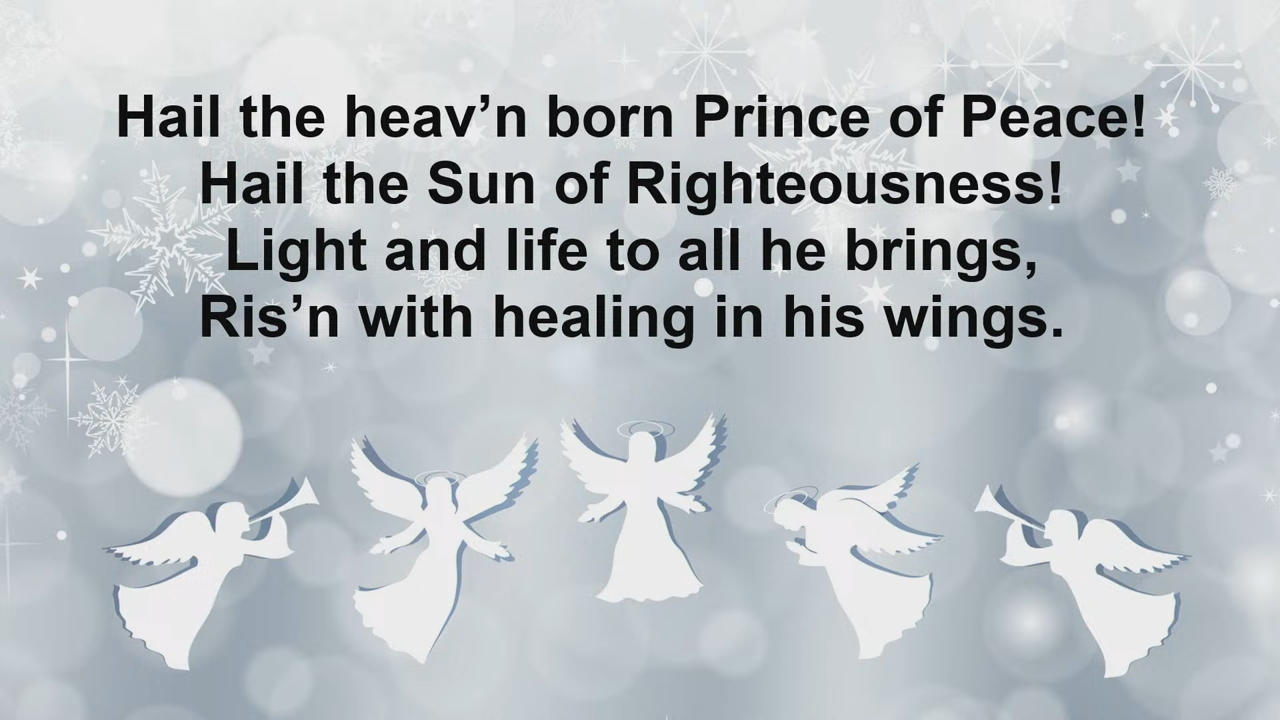 Hail the heav’n born Prince of Peace!
Hail the Sun of Righteousness!
Light and life to all he brings,
Ris’n with healing in his wings.